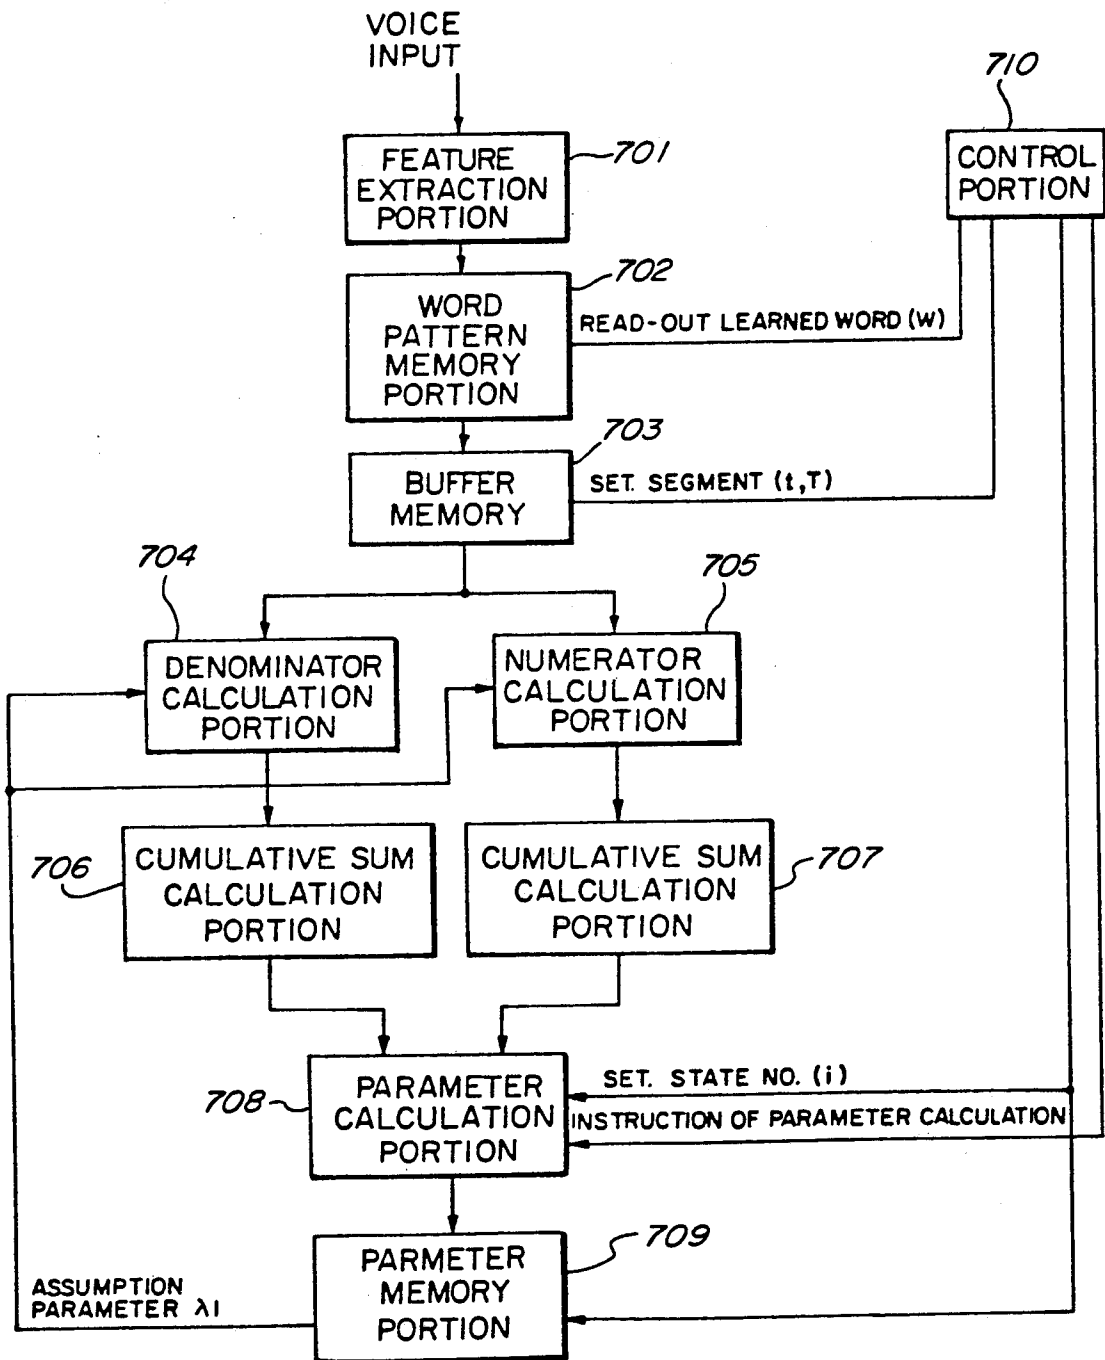 VOICE
INPUT
710
CONTROL
PORTION
701
FEATURE
EXTRACTION
PORTION
702
WORD
PATTERN
MEMORY
PORTION
READ-OUT LEARNED WORD (W)
703
BUFFER
MEMORY
SET. SEGMENT (t,T)
704
DENOMINATOR
CALCULATION
PORTION
705
NUMERATOR
CALCULATION
PORTION
706
CUMULATIVE SUM
CALCULATION
PORTION
CUMULATIVE SUM
CALCULATION
PORTION
707
708
PARAMETER
CALCULATION
PORTION
SET. STATE NO. (i)
INSTRUCTION OF PARAMETER CALCULATION
709
PARMETER
MEMORY
PORTION
ASSUMPTION
PARAMETER λI